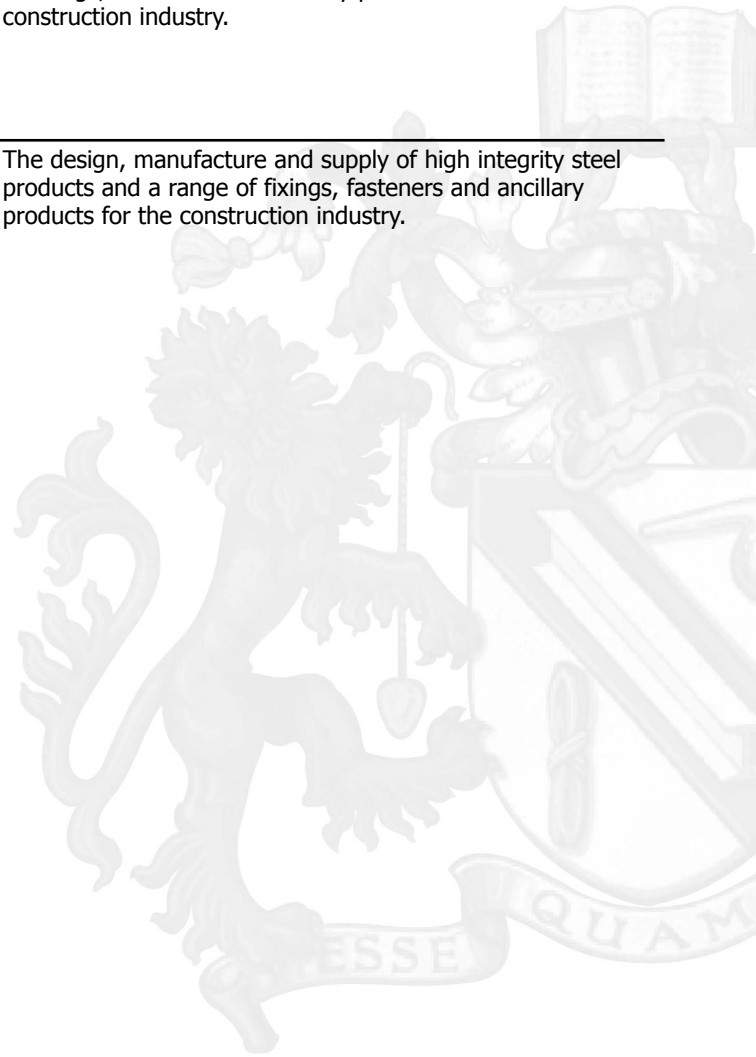 construction industry.
The design, manufacture and supply of high integrity steel
products and a range of fixings, fasteners and ancillary
products for the construction industry.
ESSE
QUAM